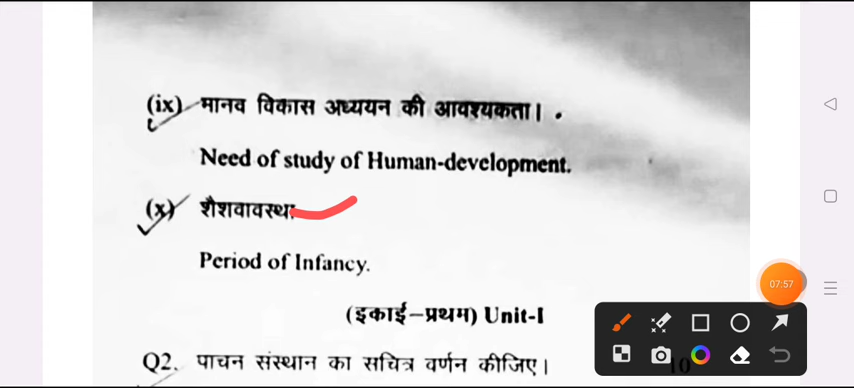 (ix) मानव विकास अध्ययन की आवश्यकता।
Need of study of Human-development.
(x) शैशवावस्था
Period of Infancy.
(इकाई–प्रथम) Unit-I
07:57
Q2. पाचन संस्थान का सचित्र वर्णन कीजिए। 10